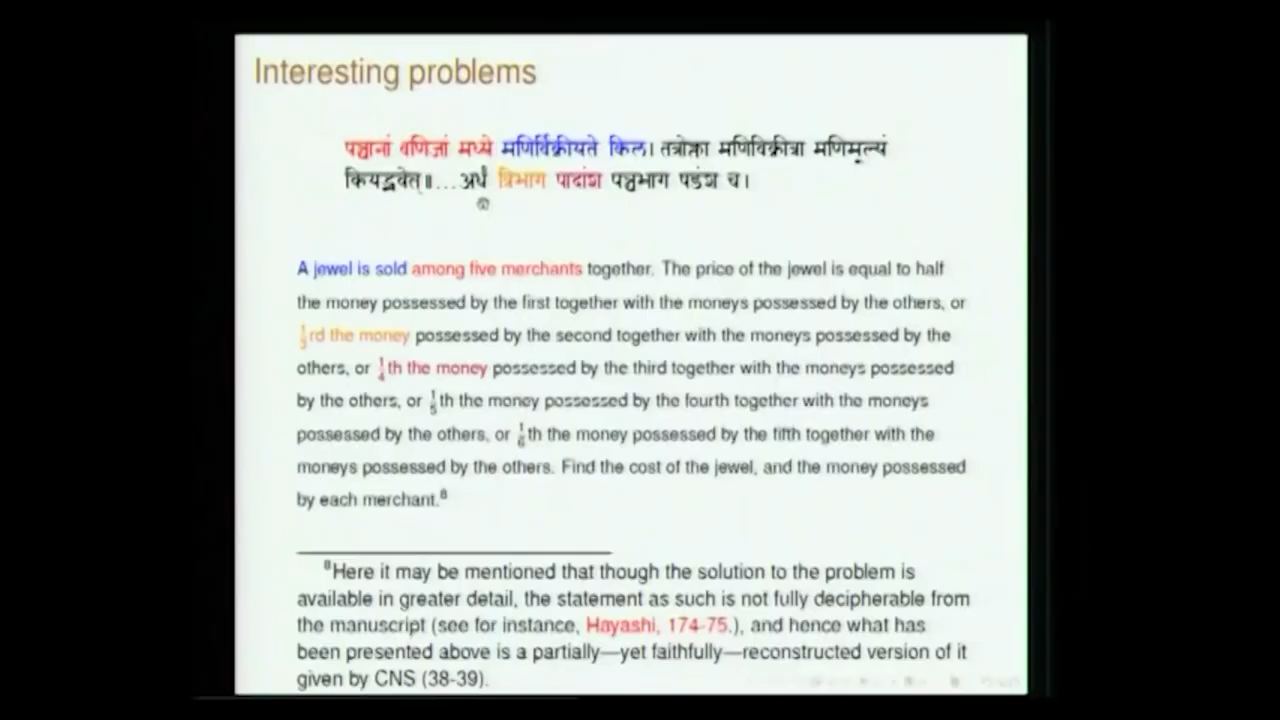 Interesting problems
पञ्चानां वणिजां मध्ये मणिर्विक्रीयते किल। तत्रोक्ता मणिविक्रीत्रा मणिमूल्यं
कियद्भवेत्॥...अर्धं त्रिभाग पादांश पञ्चभाग षडंश च।
A jewel is sold among five merchants together. The price of the jewel is equal to half
the money possessed by the first together with the moneys possessed by the others, or
1/3rd the money possessed by the second together with the moneys possessed by the
others, or 1/4th the money possessed by the third together with the moneys possessed
by the others, or 1/5th the money possessed by the fourth together with the moneys
possessed by the others, or 1/6th the money possessed by the fifth together with the
moneys possessed by the others. Find the cost of the jewel, and the money possessed
by each merchant.⁸
⁸Here it may be mentioned that though the solution to the problem is
available in greater detail, the statement as such is not fully decipherable from
the manuscript (see for instance, Hayashi, 174-75.), and hence what has
been presented above is a partially—yet faithfully—reconstructed version of it
given by CNS (38-39).